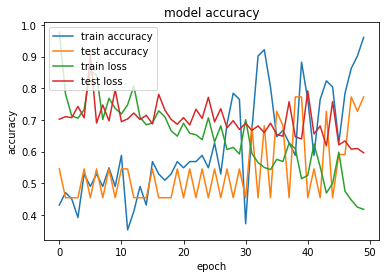 model accuracy
train accuracy
test accuracy
train loss
test loss
accuracy
1.0
0.9
0.8
0.7
0.6
0.5
0.4
0 10 20 30 40 50
epoch